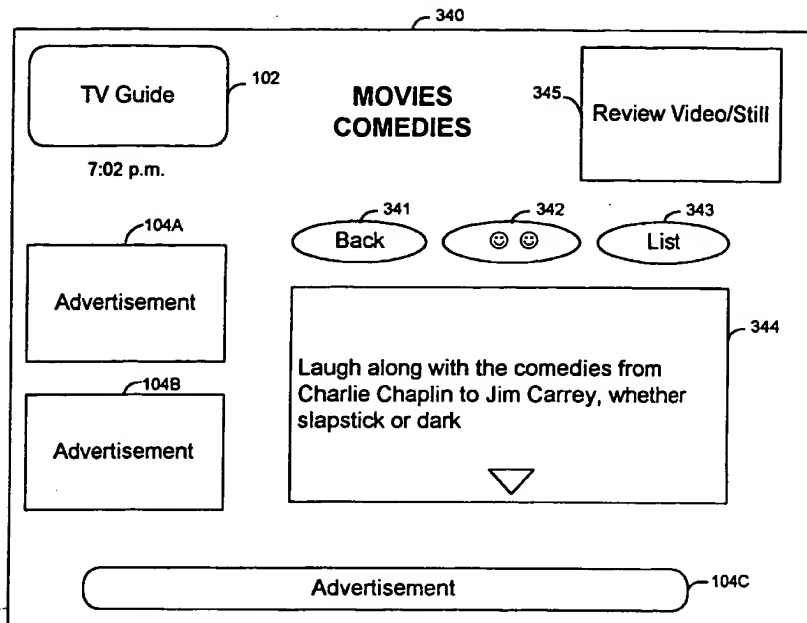 340
TV Guide
102
MOVIES
COMEDIES
345
Review Video/Still
7:02 p.m.
341
342
343
104A
Back
☺ ☺
List
Advertisement
344
Laugh along with the comedies from
Charlie Chaplin to Jim Carrey, whether
slapstick or dark
104B
Advertisement
Advertisement
104C